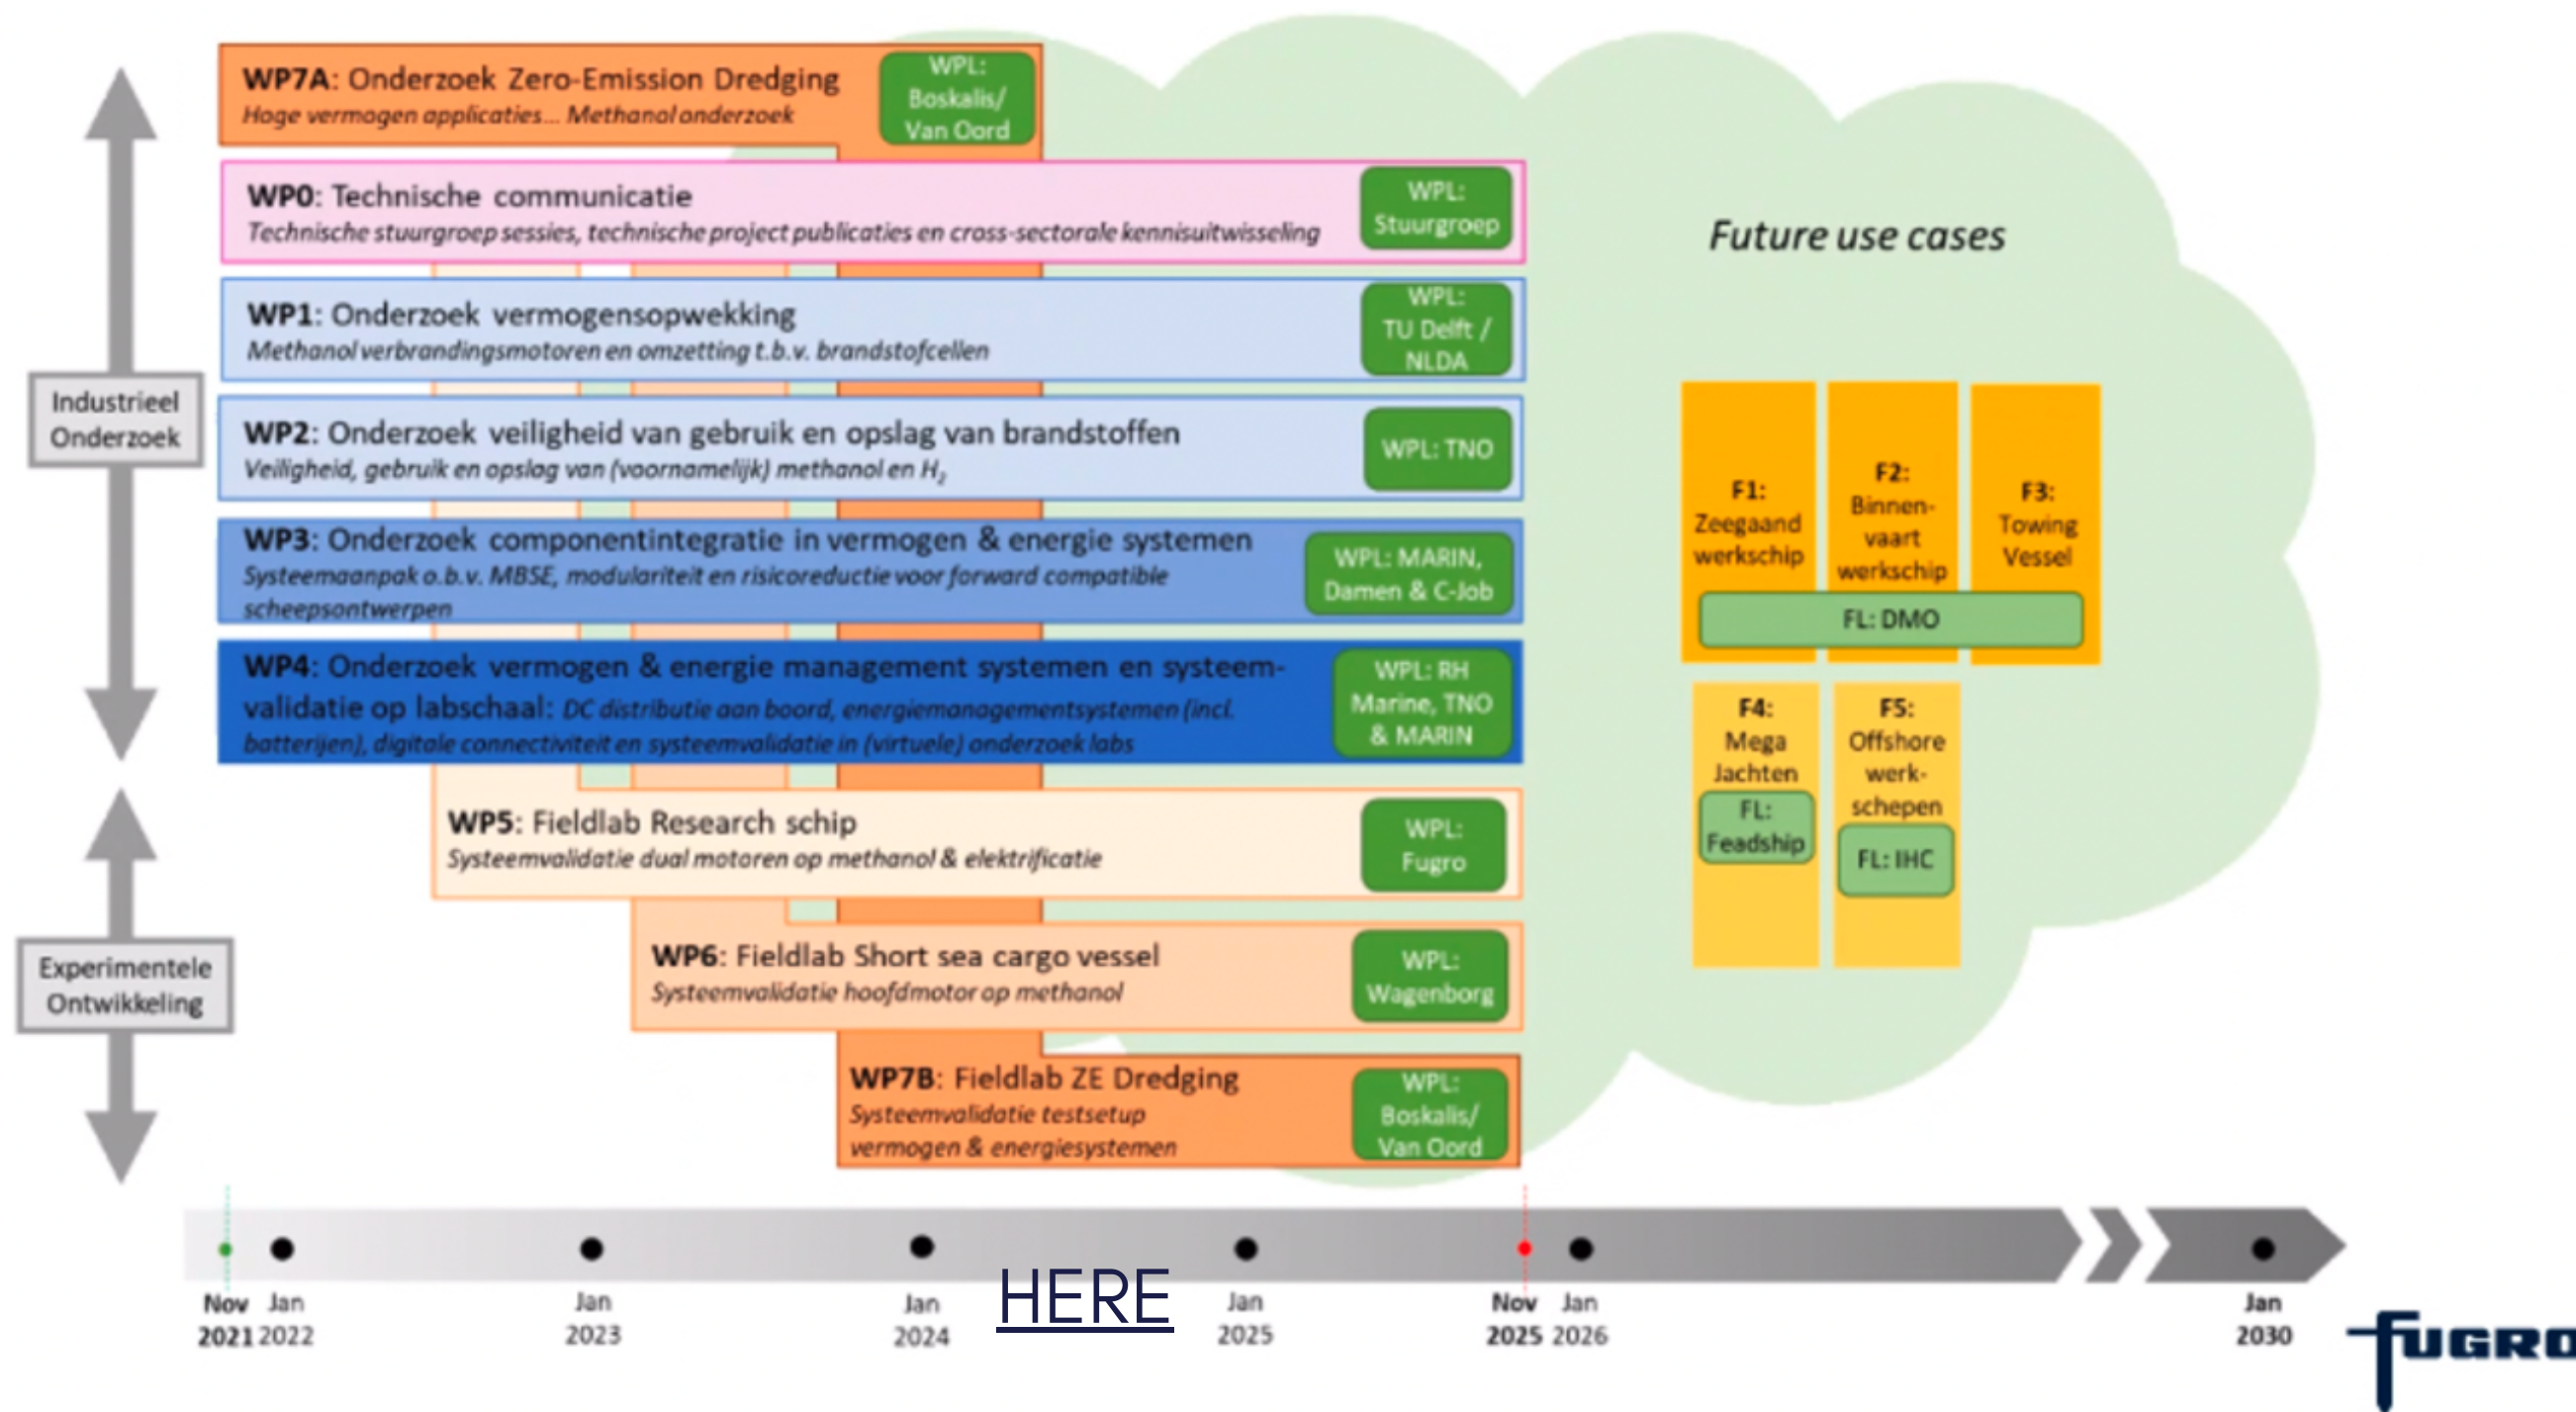 WP7A: Onderzoek Zero-Emission Dredging
Hoge vermogen applicaties... Methanol onderzoek
WPL:
Boskalis/
Van Oord
WP0: Technische communicatie
Technische stuurgroep sessies, technische project publicaties en cross-sectorale kennisuitwisseling
WPL:
Stuurgroep
WP1: Onderzoek vermogensopwekking
Methanol verbrandingsmotoren en omzetting t.b.v. brandstofcellen
WPL:
TU Delft /
NLDA
WP2: Onderzoek veiligheid van gebruik en opslag van brandstoffen
Veiligheid, gebruik en opslag van (voornamelijk) methanol en H₂
WPL: TNO
WP3: Onderzoek componentintegratie in vermogen & energie systemen
Systeemaanpak o.b.v. MBSE, modulariteit en risicoreductie voor forward compatible
scheepsontwerpen
WPL: MARIN,
Damen & C-Job
WP4: Onderzoek vermogen & energie management systemen en systeem-
validatie op labschaal: DC distributie aan boord, energiemanagementsystemen (incl.
batterijen), digitale connectiviteit en systeemvalidatie in (virtuele) onderzoek labs
WPL: RH
Marine, TNO
& MARIN
WP5: Fieldlab Research schip
Systeemvalidatie dual motoren op methanol & elektrificatie
WPL:
Fugro
WP6: Fieldlab Short sea cargo vessel
Systeemvalidatie hoofdmotor op methanol
WPL:
Wagenborg
WP7B: Fieldlab ZE Dredging
Systeemvalidatie testsetup
vermogen & energiesystemen
WPL:
Boskalis/
Van Oord
Industrieel
Onderzoek
Experimentele
Ontwikkeling
Future use cases
F1:
Zeegaand
werkschip
F2:
Binnen-
vaart
werkschip
F3:
Towing
Vessel
FL: DMO
F4:
Mega
Jachten
FL:
Feadship
F5:
Offshore
werk-
schepen
FL: IHC
Nov
2021
Jan
2022
Jan
2023
Jan
2024
HERE
Jan
2025
Nov
2025
Jan
2026
Jan
2030
FUGRO